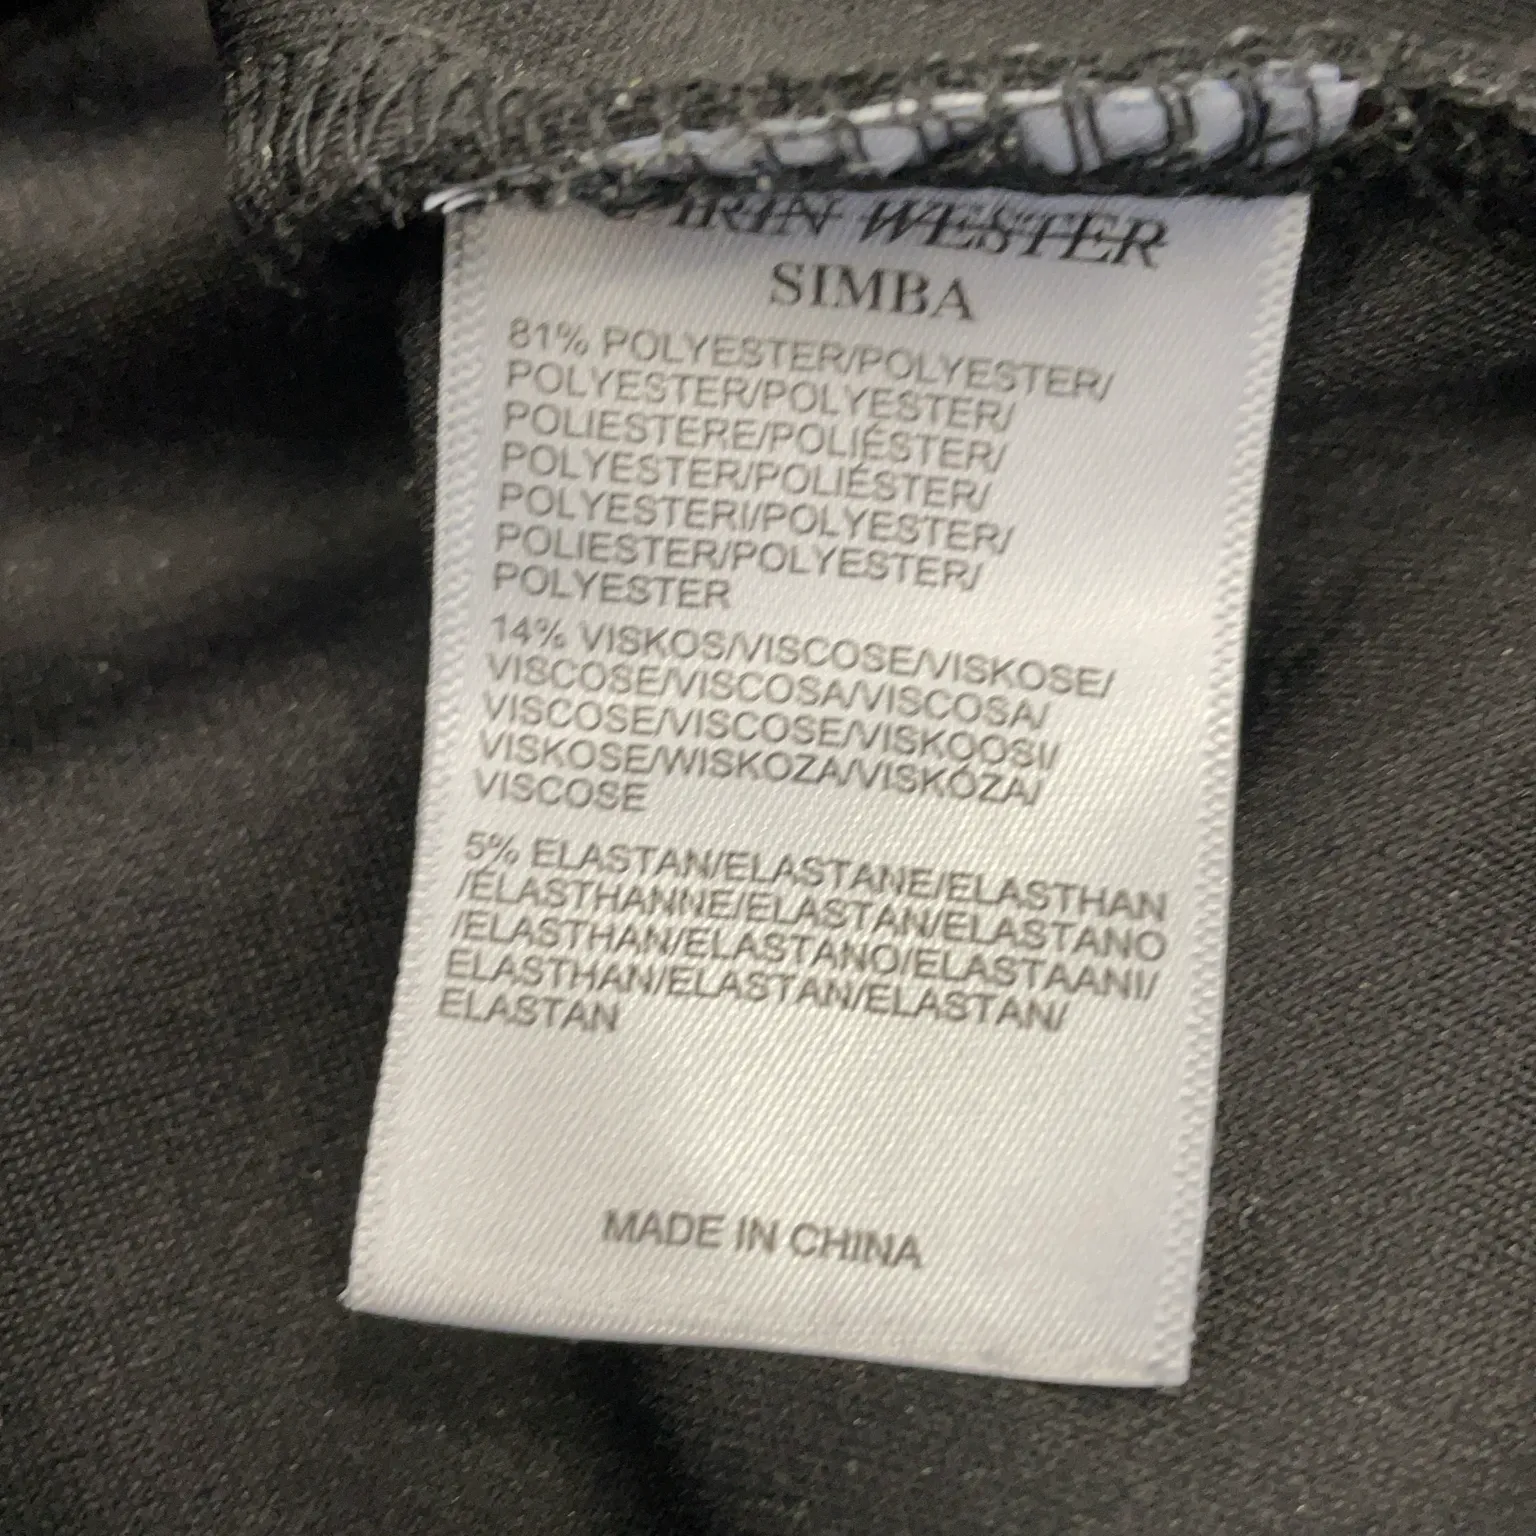 WESTER
SIMBA
81% POLYESTER/POLYESTER/
POLYESTER/POLYESTER/
POLIESTERE/POLIÉSTER/
POLYESTER/POLIÉSTER/
POLYESTERI/POLYESTER/
POLIESTER/POLYESTER/
POLYESTER
14% VISKOS/VISCOSE/VISKOSE/
VISCOSE/VISCOSA/VISCOSA/
VISCOSE/VISCOSE/VISKOOSI/
VISKOSE/WISKOZA/VISKÓZA/
VISCOSE
5% ELASTAN/ELASTANE/ELASTHAN
/ÉLASTHANNE/ELASTAN/ELASTANO
/ELASTHAN/ELASTANO/ELASTAANI/
ELASTHAN/ELASTAN/ELASTAN/
ELASTAN
MADE IN CHINA